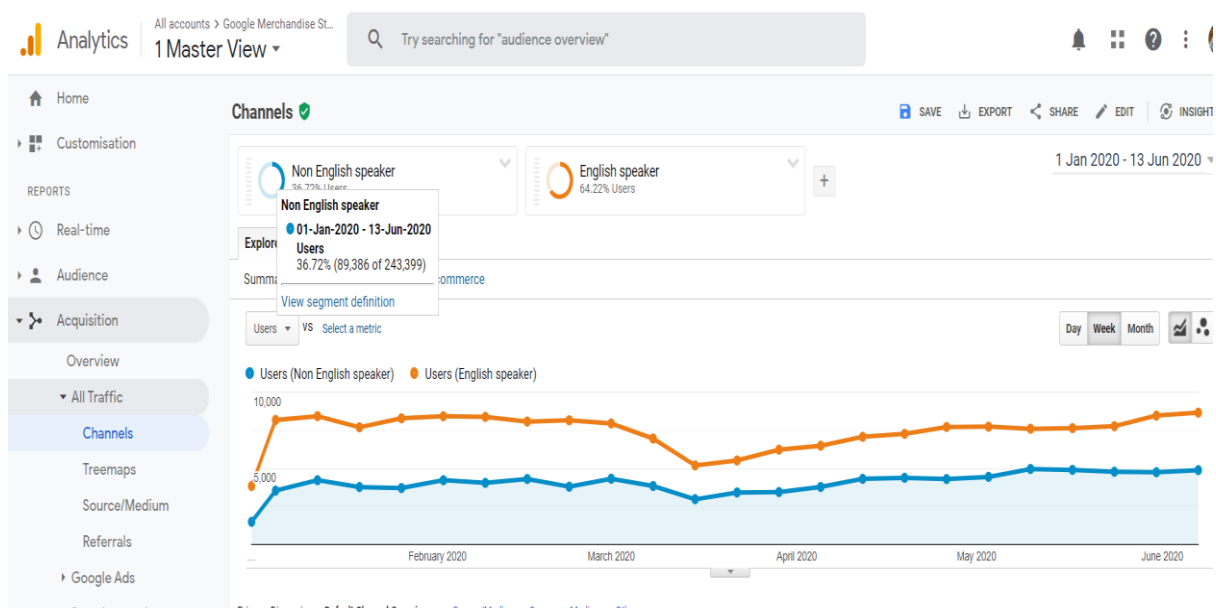 All accounts > Google Merchandise St...
Analytics
1 Master View
Try searching for "audience overview"
Home
Customisation
REPORTS
Real-time
Audience
Acquisition
Overview
All Traffic
Channels
Treemaps
Source/Medium
Referrals
Google Ads
Channels
SAVE
EXPORT
SHARE
EDIT
INSIGHT
Non English speaker
36.72% Users
English speaker
64.22% Users
+
1 Jan 2020 - 13 Jun 2020
Non English speaker
01-Jan-2020 - 13-Jun-2020
Users
36.72% (89,386 of 243,399)
View segment definition
Users
VS
Select a metric
Day
Week
Month
Users (Non English speaker)
Users (English speaker)
10,000
5,000
...
February 2020
March 2020
April 2020
May 2020
June 2020